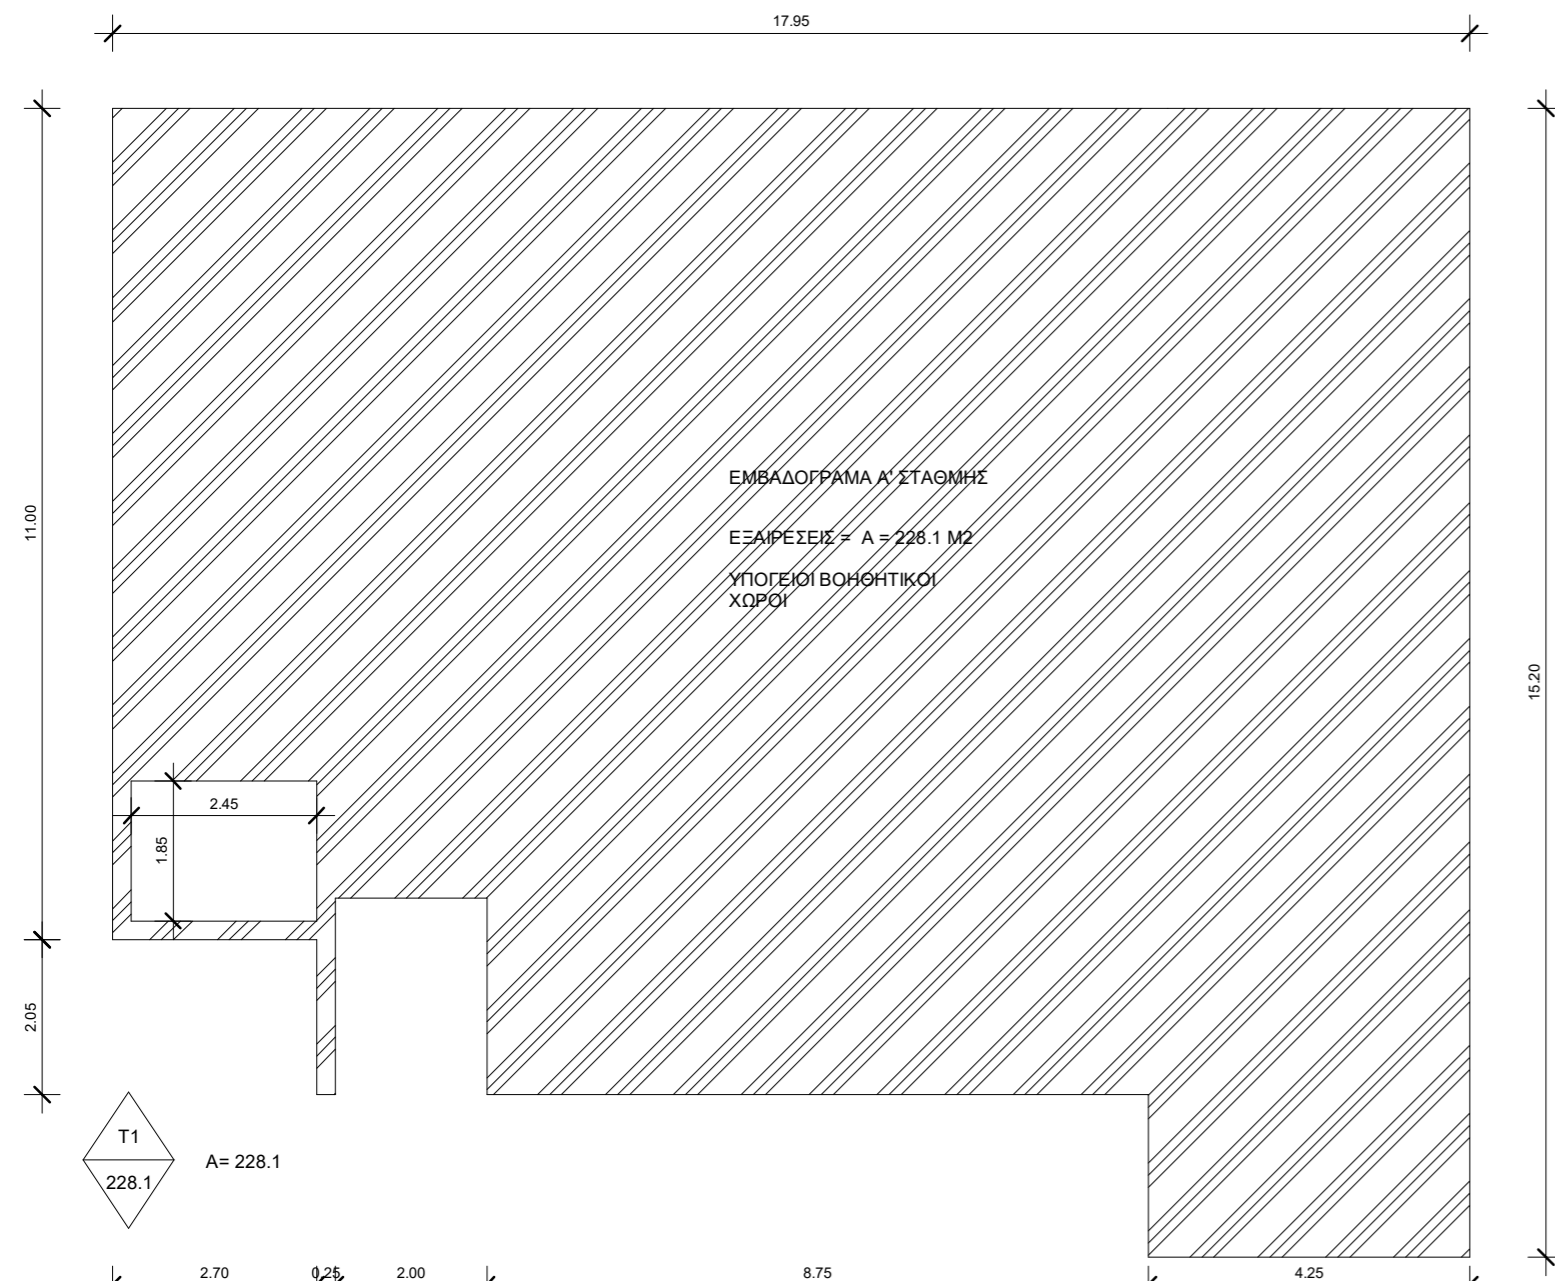 17.95
11.00
ΕΜΒΑΔΟΓΡΑΜΑ Α' ΣΤΑΘΜΗΣ
ΕΞΑΙΡΕΣΕΙΣ = Α = 228.1 Μ2
ΥΠΟΓΕΙΟΙ ΒΟΗΘΗΤΙΚΟΙ
ΧΩΡΟΙ
15.20
2.45
1.85
2.05
T1
228.1
A= 228.1
2.70
0.25
2.00
8.75
4.25